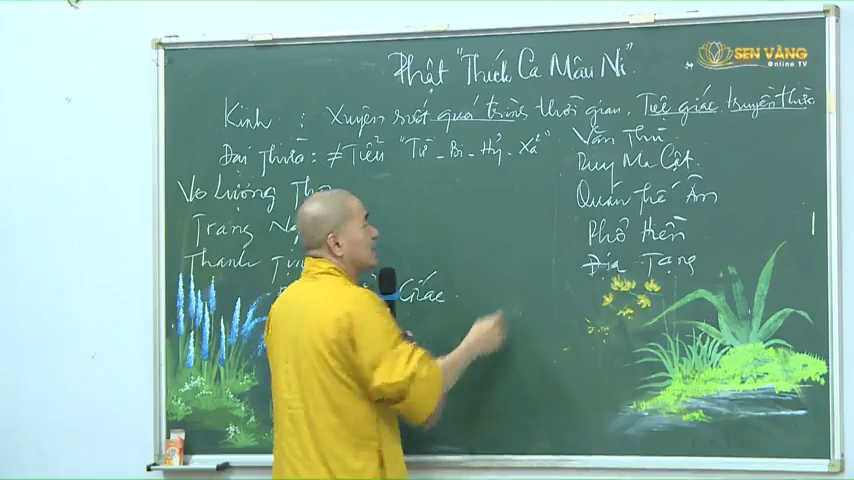 SEN VÀNG
Online TV
Phật "Thích Ca Mâu Ni"
Kinh : Xuyên suốt quá trình thời gian. Tiêu giác truyền thừa
Đại Thừa : ≠ Tiểu "Từ - Bi - Hỷ - Xả" Văn Thù
Duy Ma Cật.
Vô Lượng Thọ Quán thế Âm
Trang Phổ Hiền
Thanh Tịnh Địa Tạng
Giác